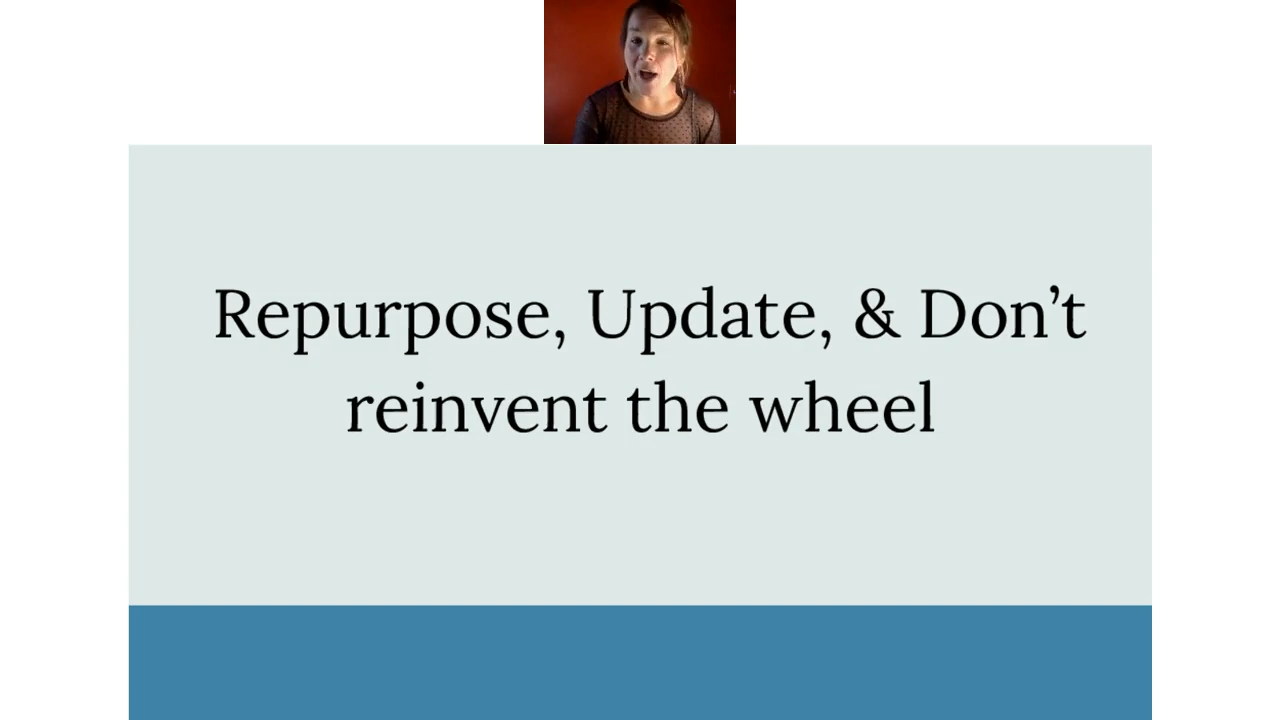 Repurpose, Update, & Don’t
reinvent the wheel